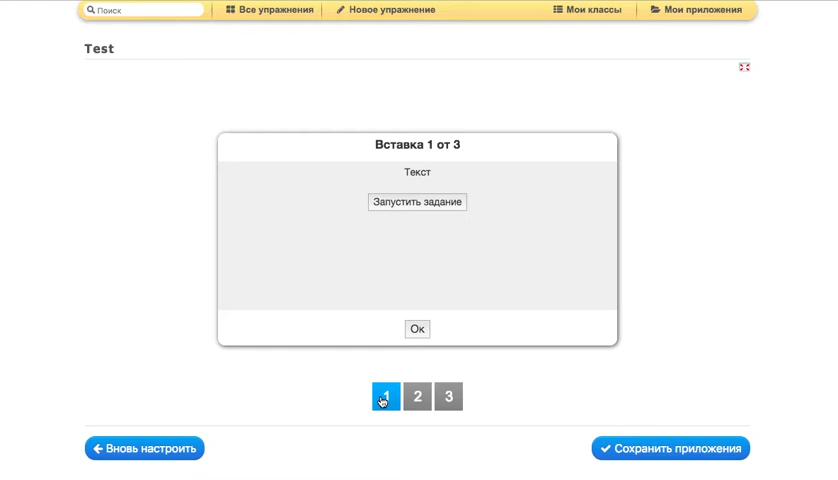 Поиск
Все упражнения
Новое упражнение
Мои классы
Мои приложения
Test
Вставка 1 от 3
Текст
Запустить задание
Ок
1 2 3
Вновь настроить
Сохранить приложения